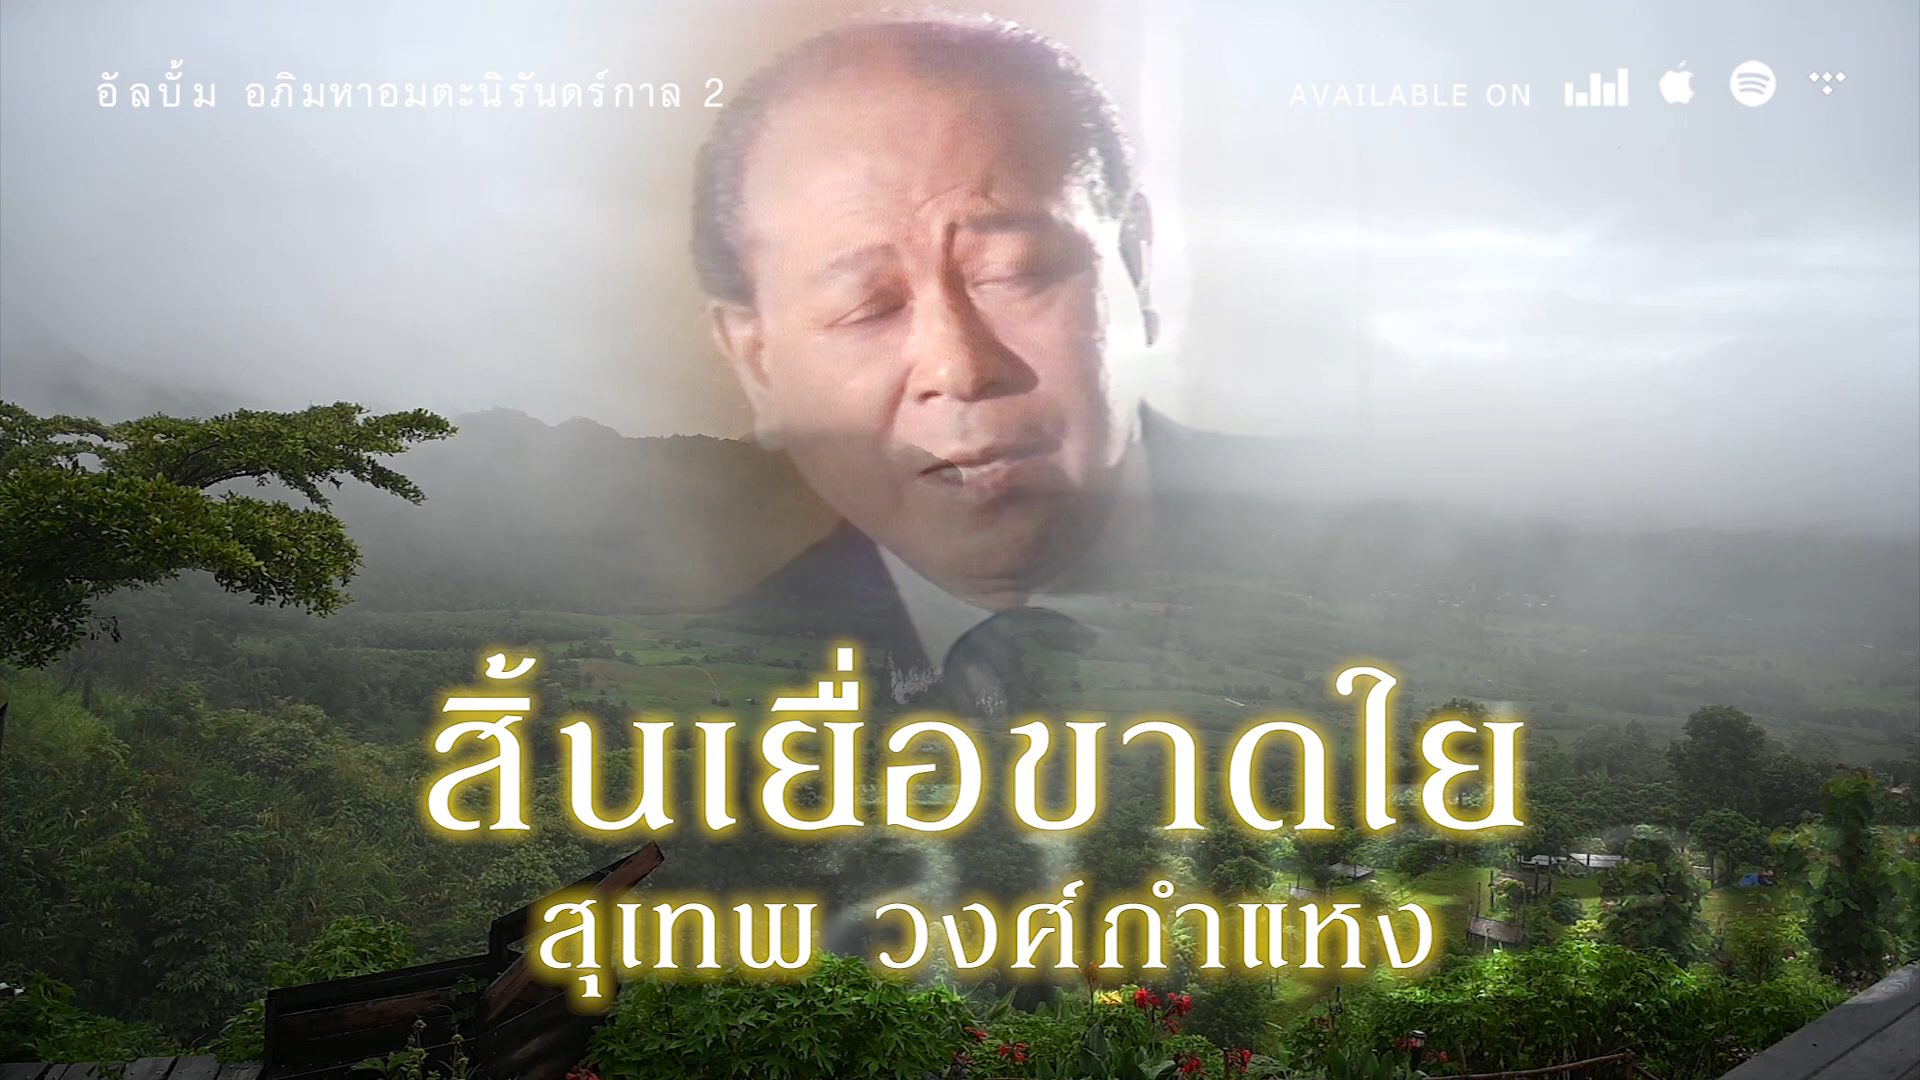 อัลบั้ม อภิมหาอมตะนิรันดร์กาล 2
AVAILABLE ON
สิ้นเยื่อขาดใย
สุเทพ วงศ์กำแหง